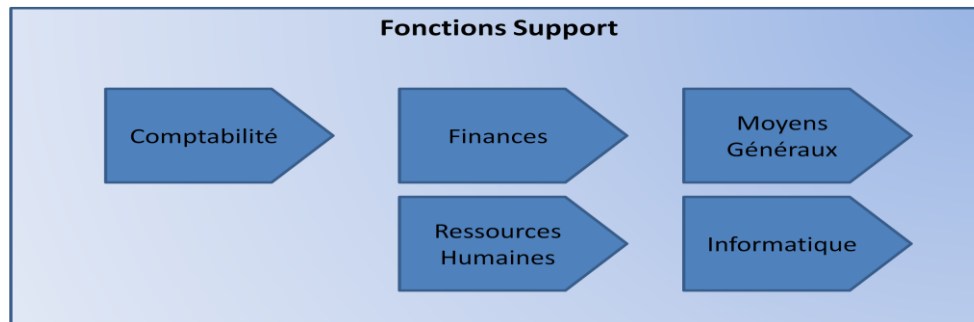 Fonctions Support
Comptabilité
Finances
Moyens
Généraux
Ressources
Humaines
Informatique